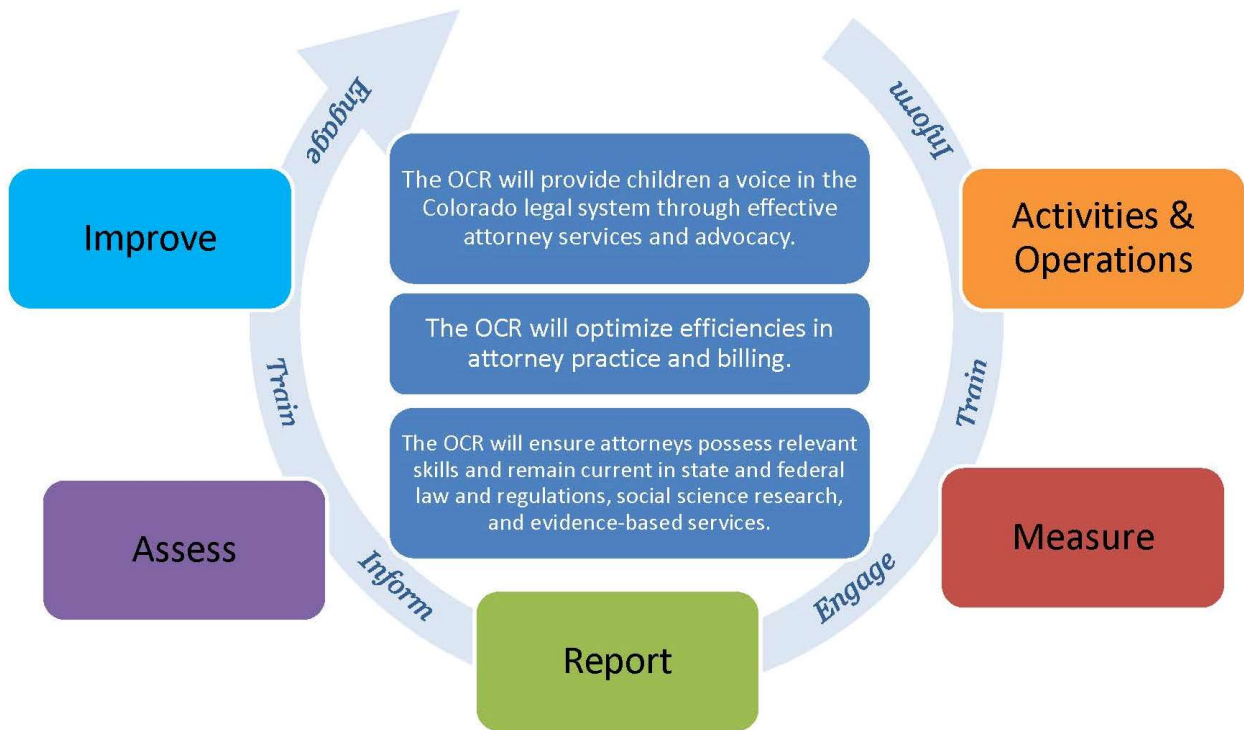 Engage
Inform
The OCR will provide children a voice in the
Colorado legal system through effective
attorney services and advocacy.
Improve
Activities &
Operations
The OCR will optimize efficiencies in
attorney practice and billing.
Train
Train
The OCR will ensure attorneys possess relevant
skills and remain current in state and federal
law and regulations, social science research,
and evidence-based services.
Assess
Measure
Inform
Engage
Report